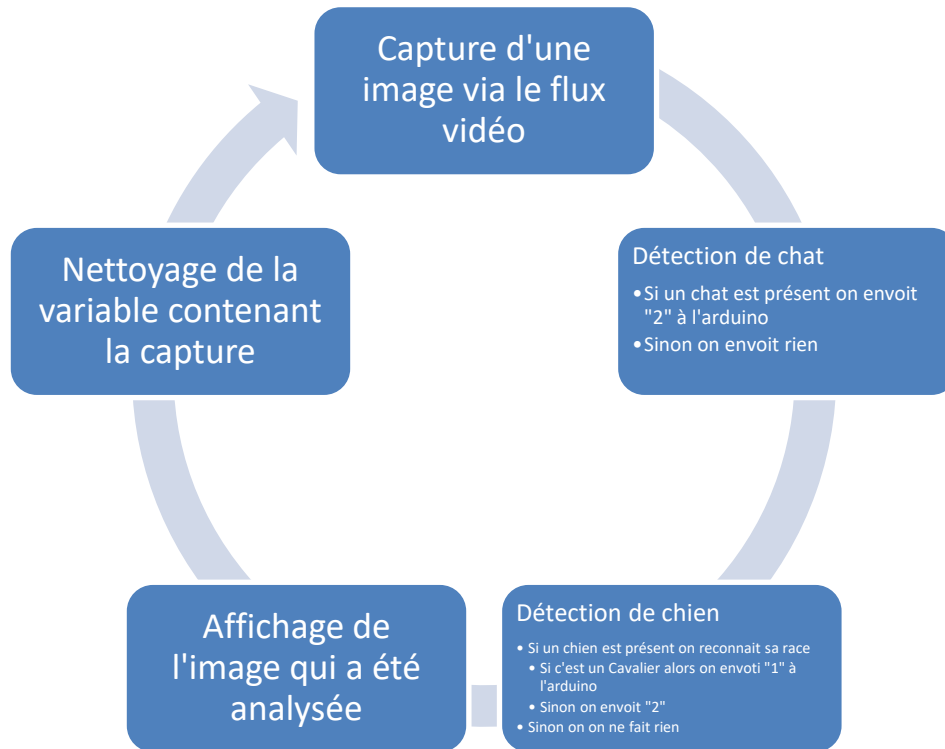 Capture d'une
image via le flux
vidéo
Détection de chat
•Si un chat est présent on envoit
"2" à l'arduino
•Sinon on envoit rien
Détection de chien
• Si un chien est présent on reconnait sa race
• Si c'est un Cavalier alors on envoti "1" à
l'arduino
• Sinon on envoit "2"
• Sinon on on ne fait rien
Affichage de
l'image qui a été
analysée
Nettoyage de la
variable contenant
la capture